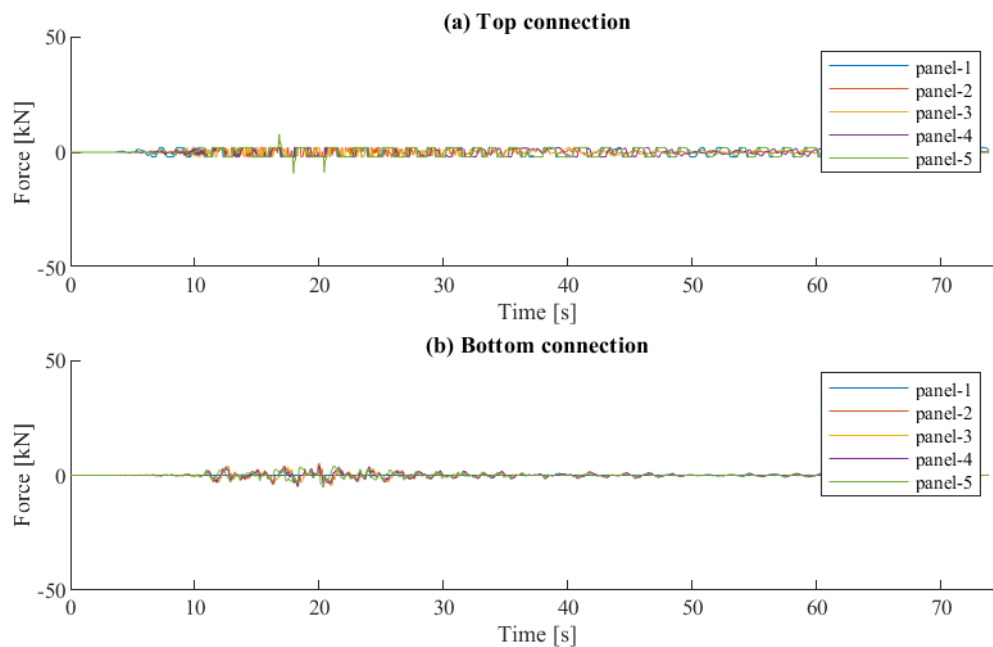 (a) Top connection
50
0
-50
Force [kN]
panel-1
panel-2
panel-3
panel-4
panel-5
0 10 20 30 40 50 60 70
Time [s]
(b) Bottom connection
50
0
-50
Force [kN]
panel-1
panel-2
panel-3
panel-4
panel-5
0 10 20 30 40 50 60 70
Time [s]